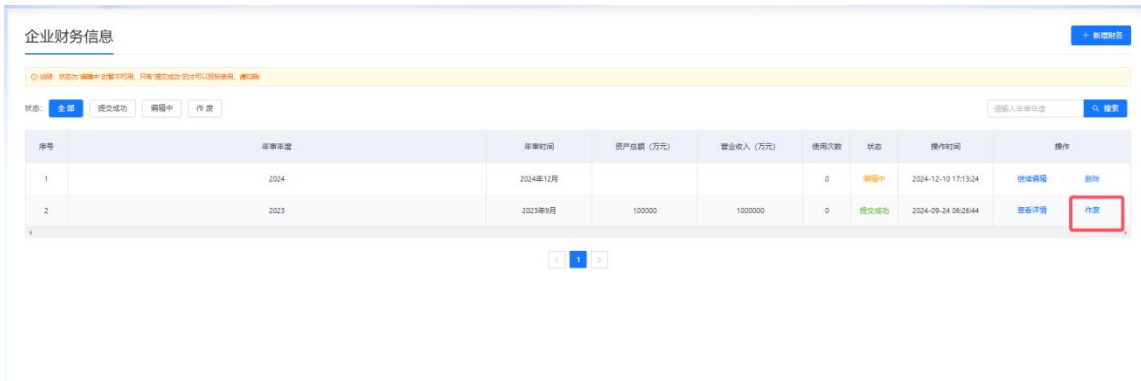 企业财务信息
+ 新增财务
说明：状态为"编辑中"时暂不可用，只有"提交成功"的才可以投标使用，请知晓！
状态： 全部 提交成功 编辑中 作废 请输入年审年度 搜索
序号 年审年度 年审时间 资产总额（万元） 营业收入（万元） 使用次数 状态 操作时间 操作
1 2024 2024年12月 0 编辑中 2024-12-10 17:13:24 继续编辑 删除
2 2023 2023年9月 100000 1000000 0 提交成功 2024-09-24 06:26:44 查看详情 作废
< 1 >